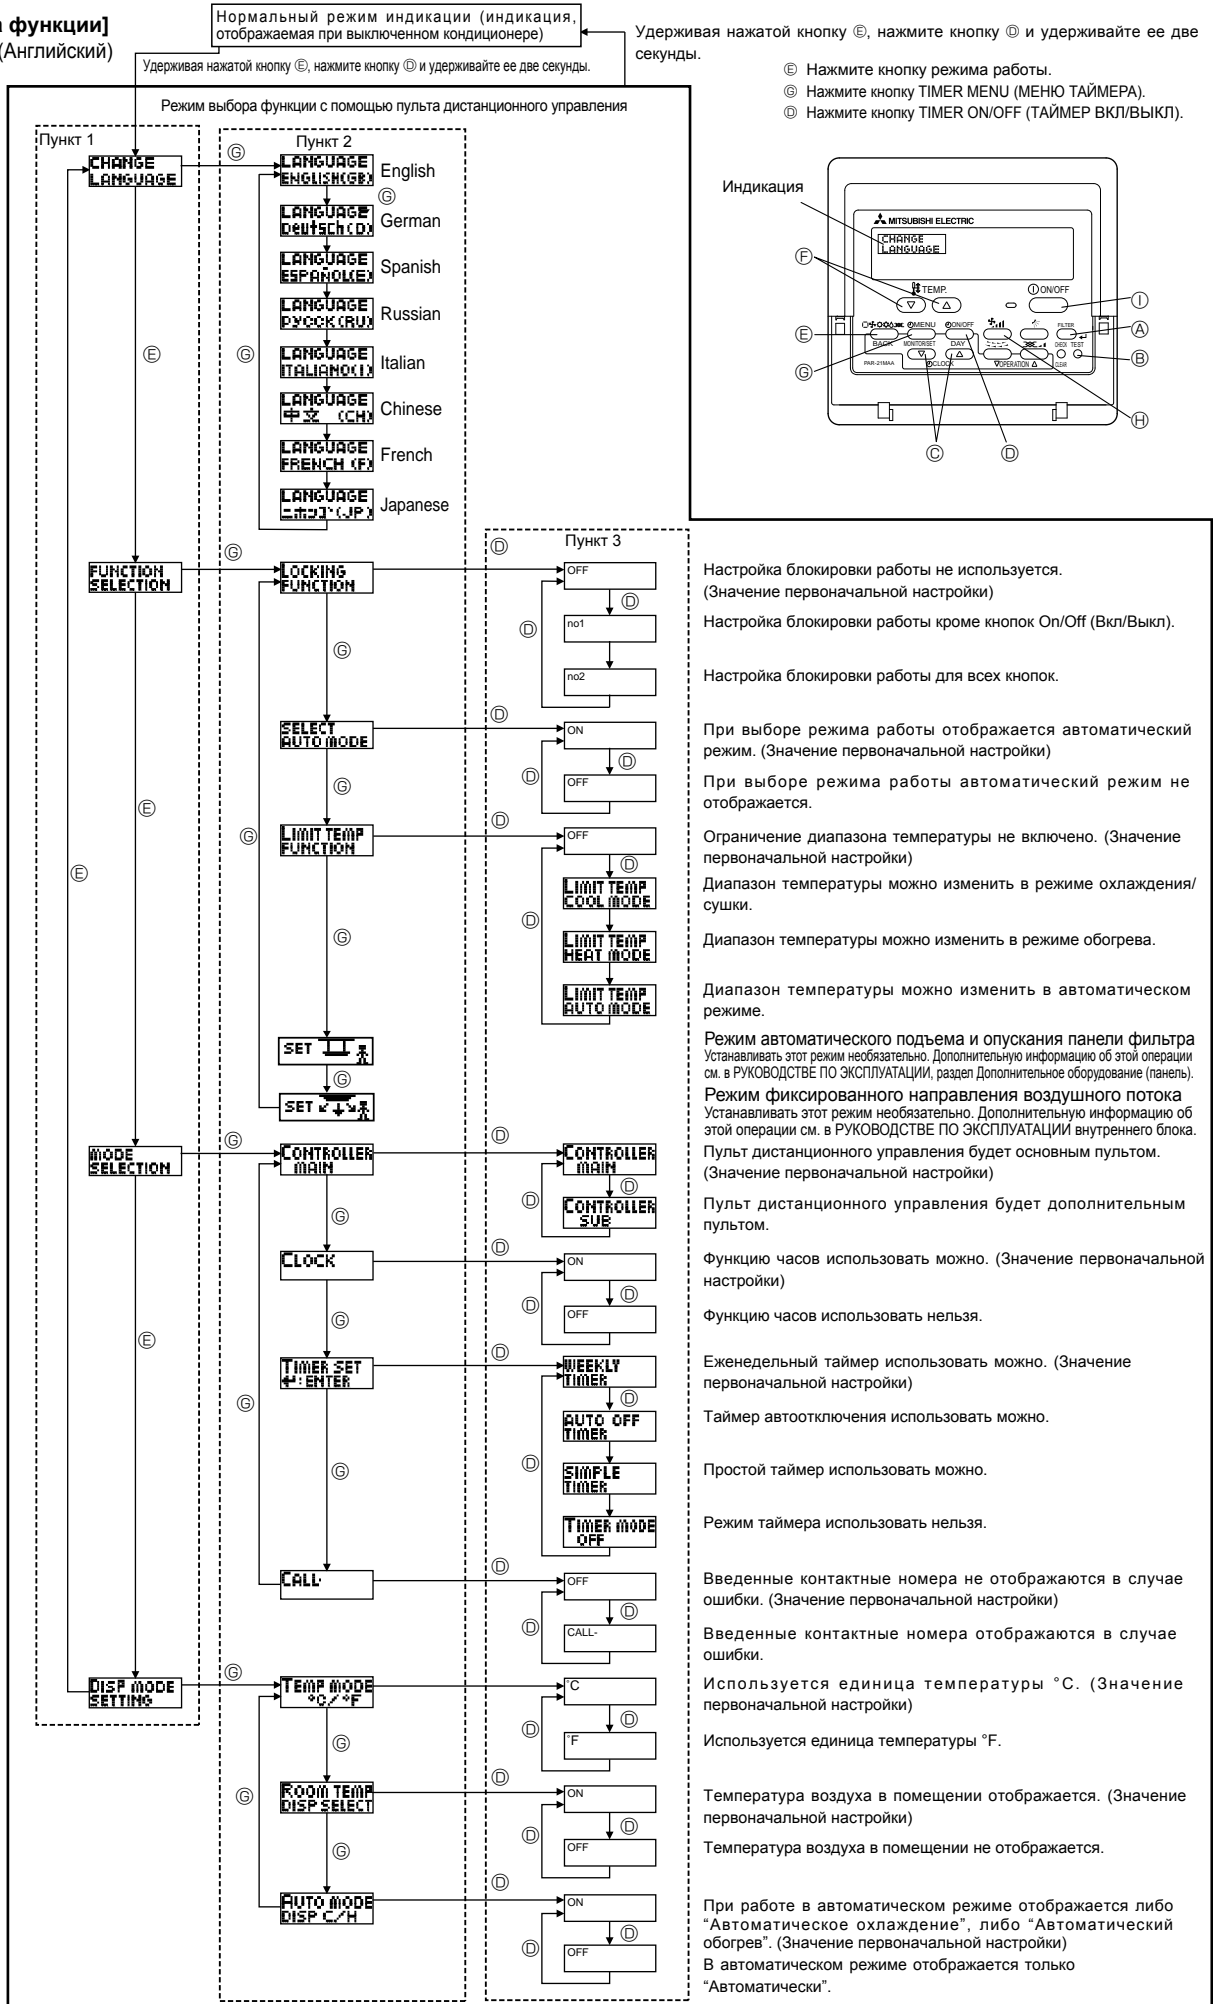 а функции]
(Английский)
Нормальный режим индикации (индикация,
отображаемая при выключенном кондиционере)
Удерживая нажатой кнопку Ⓔ, нажмите кнопку Ⓓ и удерживайте ее две секунды.
Удерживая нажатой кнопку Ⓔ, нажмите кнопку Ⓓ и удерживайте ее две
секунды.
Ⓔ Нажмите кнопку режима работы.
Ⓖ Нажмите кнопку TIMER MENU (МЕНЮ ТАЙМЕРА).
Ⓓ Нажмите кнопку TIMER ON/OFF (ТАЙМЕР ВКЛ/ВЫКЛ).
Режим выбора функции с помощью пульта дистанционного управления
Пункт 1
Пункт 2
CHANGE
LANGUAGE
Ⓖ
LANGUAGE
ENGLISH(GB)
English
Ⓖ
LANGUAGE
Deutsch(D)
German
LANGUAGE
ESPAÑOL(E)
Spanish
LANGUAGE
РУССК(RU)
Russian
LANGUAGE
ITALIANO(I)
Italian
LANGUAGE
中文 (CH)
Chinese
LANGUAGE
FRENCH (F)
French
LANGUAGE
ニホンゴ(JP)
Japanese
Ⓔ
Ⓖ
Индикация
MITSUBISHI ELECTRIC
CHANGE
LANGUAGE
TEMP.
ON/OFF
MENU
ON/OFF
FILTER
BACK
MONITOR/SET
DAY
CHECK
TEST
PAR-21MAA
CLOCK
OPERATION
CLEAR
Ⓕ
Ⓔ
Ⓖ
Ⓒ
Ⓓ
Ⓘ
Ⓐ
Ⓑ
Ⓗ
Пункт 3
FUNCTION
SELECTION
Ⓖ
LOCKING
FUNCTION
Ⓓ
OFF
Настройка блокировки работы не используется.
(Значение первоначальной настройки)
Ⓓ
Ⓓ
no1
Настройка блокировки работы кроме кнопок On/Off (Вкл/Выкл).
Ⓖ
no2
Настройка блокировки работы для всех кнопок.
SELECT
AUTO MODE
Ⓓ
ON
При выборе режима работы отображается автоматический
режим. (Значение первоначальной настройки)
Ⓓ
Ⓓ
Ⓖ
OFF
При выборе режима работы автоматический режим не
отображается.
Ⓔ
Ⓖ
LIMIT TEMP
FUNCTION
Ⓓ
OFF
Ограничение диапазона температуры не включено. (Значение
первоначальной настройки)
Ⓔ
Ⓓ
Ⓓ
LIMIT TEMP
COOL MODE
Диапазон температуры можно изменить в режиме охлаждения/
сушки.
Ⓖ
LIMIT TEMP
HEAT MODE
Диапазон температуры можно изменить в режиме обогрева.
LIMIT TEMP
AUTO MODE
Диапазон температуры можно изменить в автоматическом
режиме.
SET
Режим автоматического подъема и опускания панели фильтра
Устанавливать этот режим необязательно. Дополнительную информацию об этой операции
см. в РУКОВОДСТВЕ ПО ЭКСПЛУАТАЦИИ, раздел Дополнительное оборудование (панель).
Ⓖ
SET
Режим фиксированного направления воздушного потока
Устанавливать этот режим необязательно. Дополнительную информацию об
этой операции см. в РУКОВОДСТВЕ ПО ЭКСПЛУАТАЦИИ внутреннего блока.
MODE
SELECTION
Ⓖ
CONTROLLER
MAIN
Ⓓ
CONTROLLER
MAIN
Пульт дистанционного управления будет основным пультом.
(Значение первоначальной настройки)
Ⓓ
Ⓓ
Ⓖ
CONTROLLER
SUB
Пульт дистанционного управления будет дополнительным
пультом.
CLOCK
Ⓓ
ON
Функцию часов использовать можно. (Значение первоначальной
настройки)
Ⓓ
Ⓓ
Ⓖ
OFF
Функцию часов использовать нельзя.
Ⓔ
TIMER SET
↵:ENTER
Ⓓ
WEEKLY
TIMER
Еженедельный таймер использовать можно. (Значение
первоначальной настройки)
Ⓖ
Ⓓ
AUTO OFF
TIMER
Таймер автоотключения использовать можно.
Ⓖ
Ⓓ
SIMPLE
TIMER
Простой таймер использовать можно.
TIMER MODE
OFF
Режим таймера использовать нельзя.
CALL-
Ⓓ
OFF
Введенные контактные номера не отображаются в случае
ошибки. (Значение первоначальной настройки)
Ⓓ
Ⓓ
CALL-
Введенные контактные номера отображаются в случае
ошибки.
DISP MODE
SETTING
Ⓖ
TEMP MODE
°C/°F
°C
Используется единица температуры °C. (Значение
первоначальной настройки)
Ⓓ
Ⓓ
Ⓖ
°F
Используется единица температуры °F.
Ⓖ
ROOM TEMP
DISP SELECT
Ⓓ
ON
Температура воздуха в помещении отображается. (Значение
первоначальной настройки)
Ⓓ
Ⓓ
Ⓖ
OFF
Температура воздуха в помещении не отображается.
AUTO MODE
DISP C/H
Ⓓ
ON
При работе в автоматическом режиме отображается либо
“Автоматическое охлаждение”, либо “Автоматический
обогрев”. (Значение первоначальной настройки)
Ⓓ
Ⓓ
OFF
В автоматическом режиме отображается только
“Автоматически”.